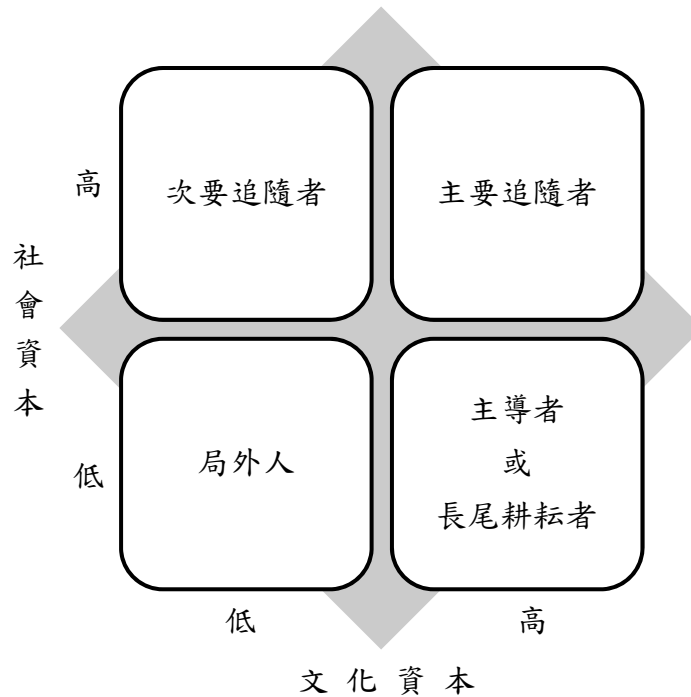 高
次要追隨者
主要追隨者
社會資本
低
局外人
主導者
或
長尾耕耘者
低
高
文化資本